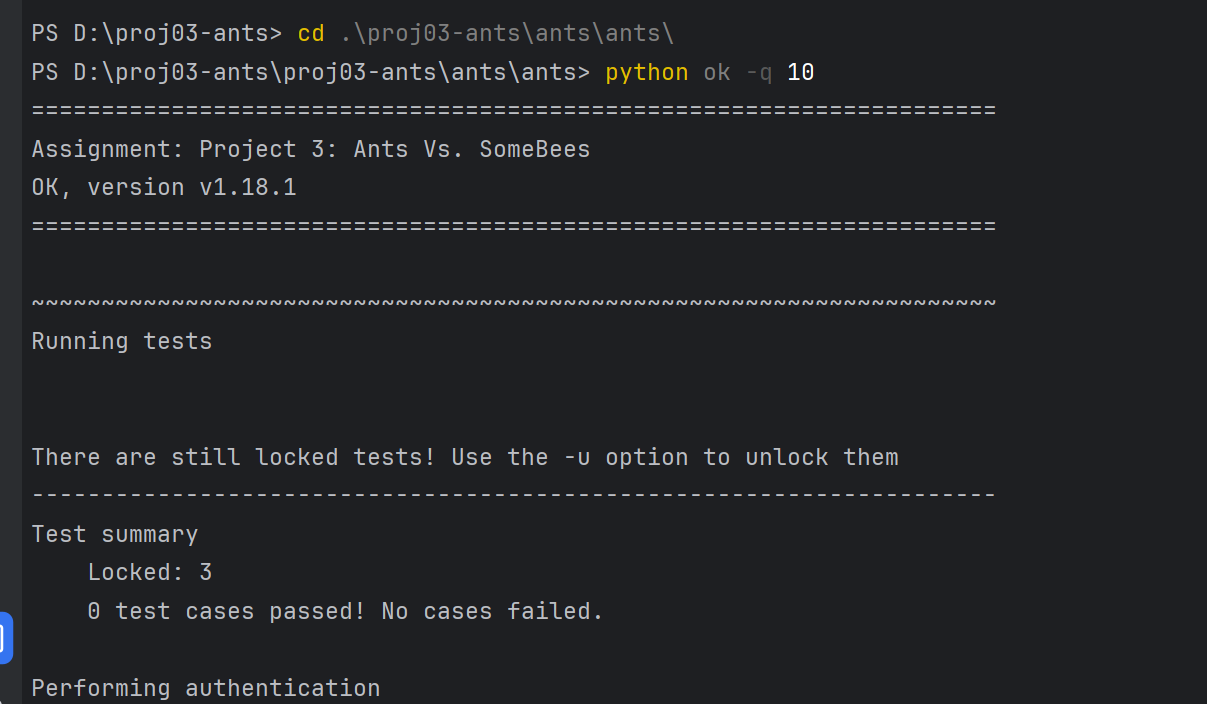 PS D:\proj03-ants> cd .\proj03-ants\ants\ants\
PS D:\proj03-ants\proj03-ants\ants\ants> python ok -q 10
=====================================================================
Assignment: Project 3: Ants Vs. SomeBees
OK, version v1.18.1
=====================================================================
~~~~~~~~~~~~~~~~~~~~~~~~~~~~~~~~~~~~~~~~~~~~~~~~~~~~~~~~~~~~~~~~~~~~~
Running tests
There are still locked tests! Use the -u option to unlock them
---------------------------------------------------------------------
Test summary
    Locked: 3
    0 test cases passed! No cases failed.
Performing authentication